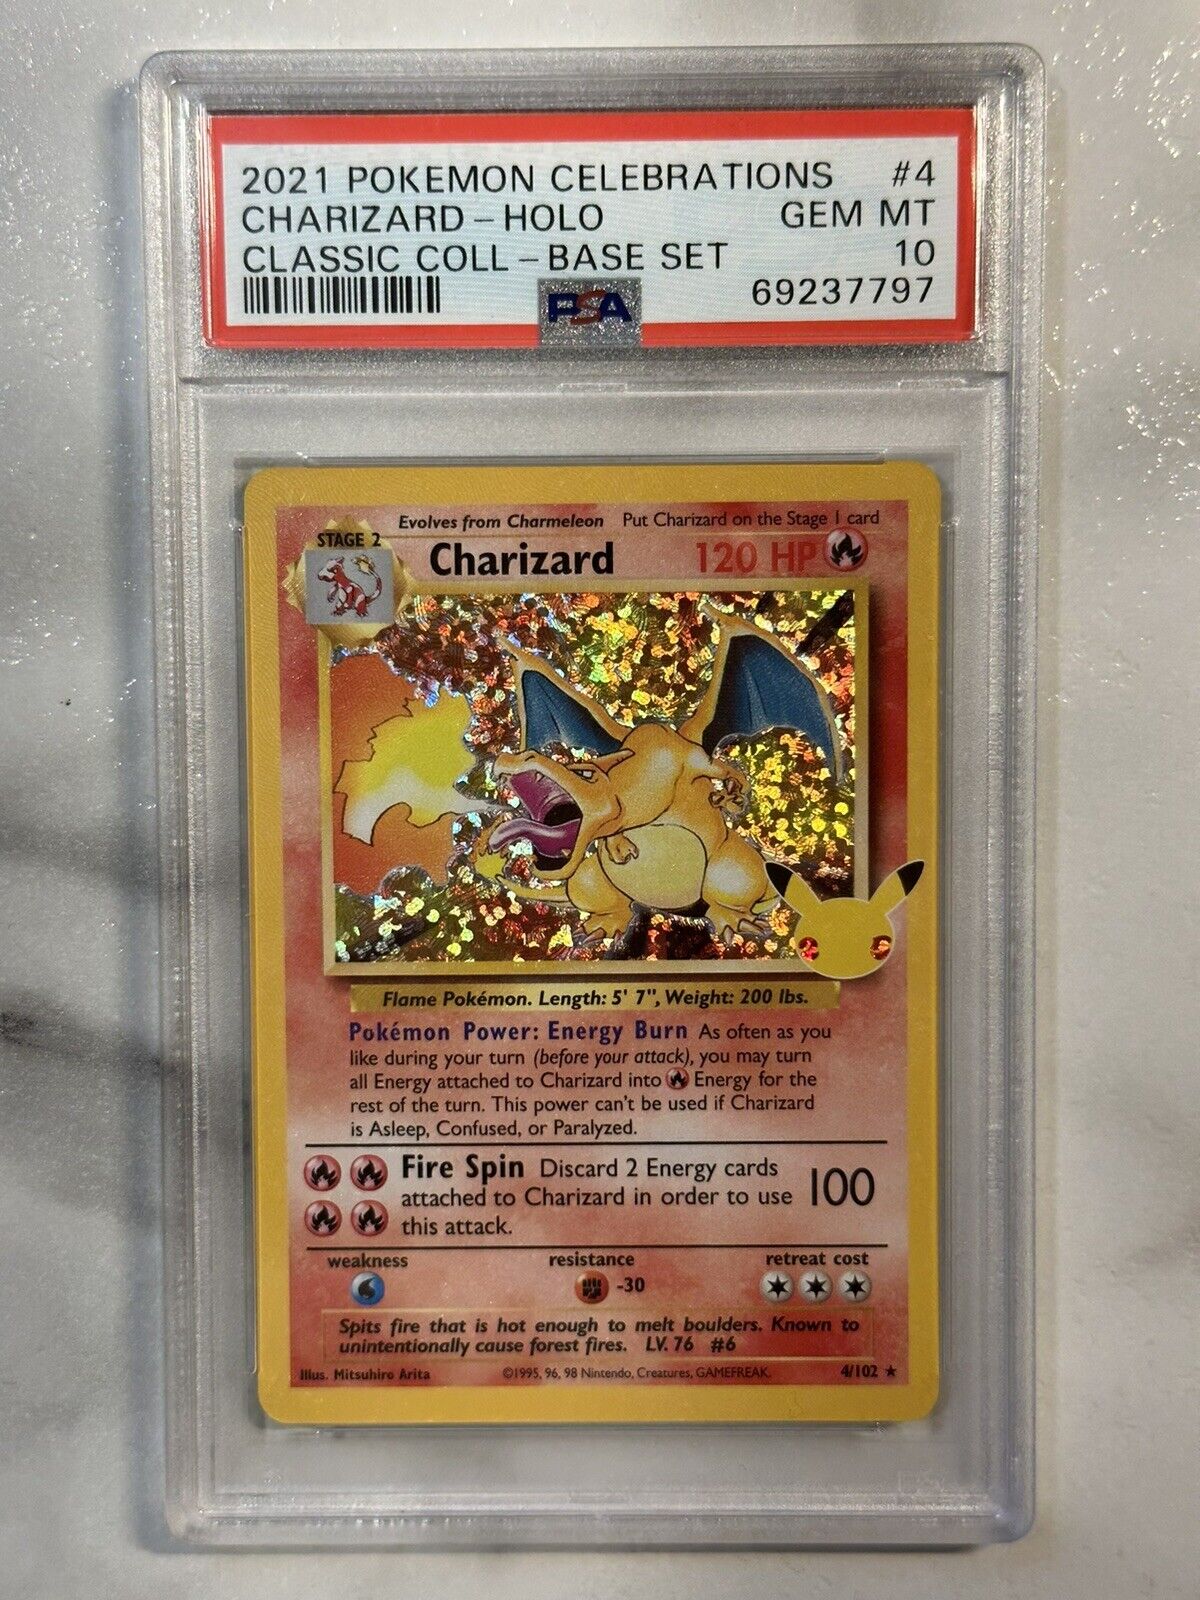 2021 POKEMON CELEBRATIONS #4
CHARIZARD-HOLO GEM MT
CLASSIC COLL-BASE SET 10
PSA 69237797
Evolves from Charmeleon Put Charizard on the Stage 1 card
STAGE 2
Charizard 120 HP
Flame Pokémon. Length: 5' 7", Weight: 200 lbs.
Pokémon Power: Energy Burn As often as you
like during your turn (before your attack), you may turn
all Energy attached to Charizard into Energy for the
rest of the turn. This power can't be used if Charizard
is Asleep, Confused, or Paralyzed.
Fire Spin Discard 2 Energy cards
attached to Charizard in order to use 100
this attack.
weakness resistance retreat cost
-30
Spits fire that is hot enough to melt boulders. Known to
unintentionally cause forest fires. LV. 76 #6
Illus. Mitsuhiro Arita ©1995, 96, 98 Nintendo, Creatures, GAMEFREAK. 4/102 ★